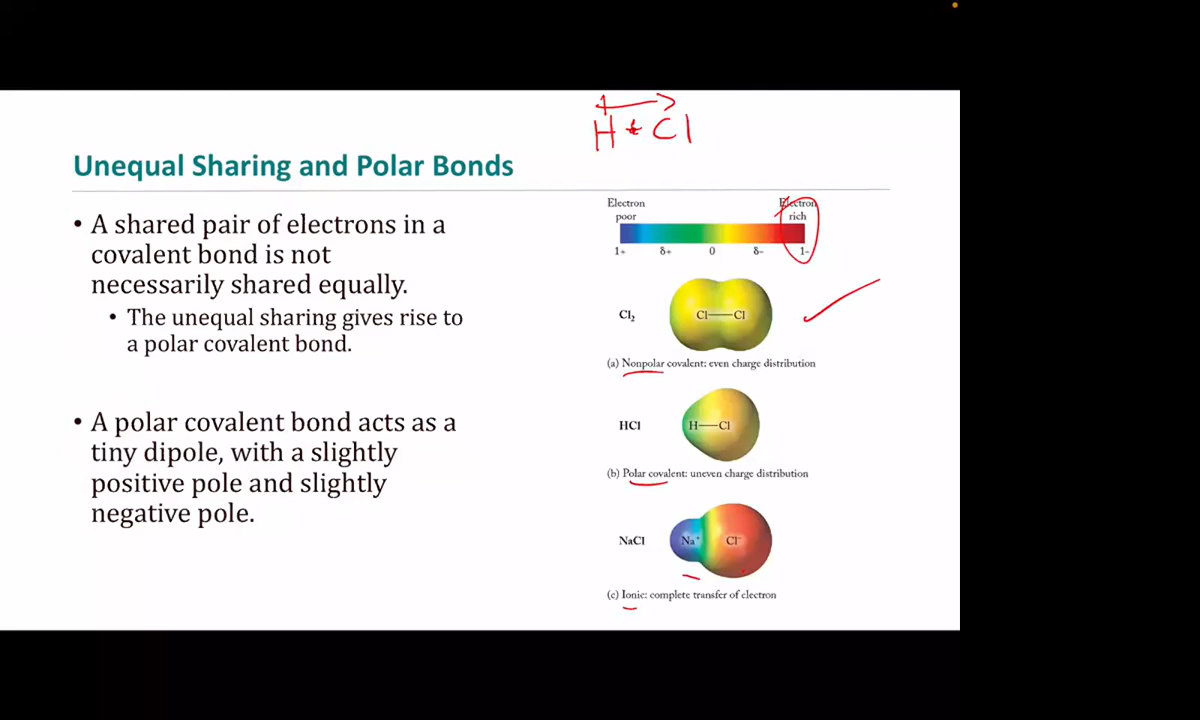 H Cl
Unequal Sharing and Polar Bonds
• A shared pair of electrons in a
covalent bond is not
necessarily shared equally.
• The unequal sharing gives rise to
a polar covalent bond.
• A polar covalent bond acts as a
tiny dipole, with a slightly
positive pole and slightly
negative pole.
Electron Electron
poor rich
1+ δ+ 0 δ− 1−
Cl₂ Cl—Cl
(a) Nonpolar covalent: even charge distribution
HCl H—Cl
(b) Polar covalent: uneven charge distribution
NaCl Na⁺ Cl⁻
(c) Ionic: complete transfer of electron